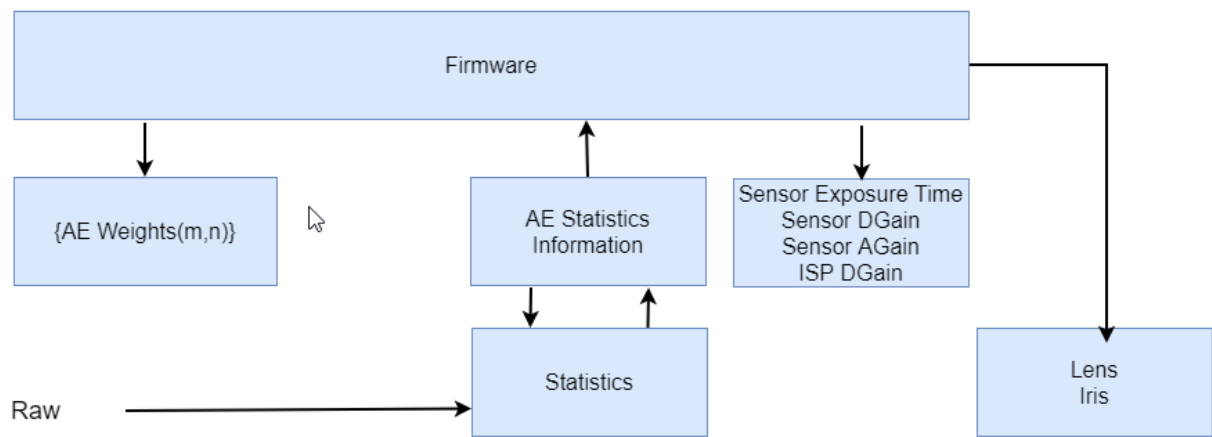 Firmware
{AE Weights(m,n)}
AE Statistics
Information
Sensor Exposure Time
Sensor DGain
Sensor AGain
ISP DGain
Statistics
Lens
Iris
Raw